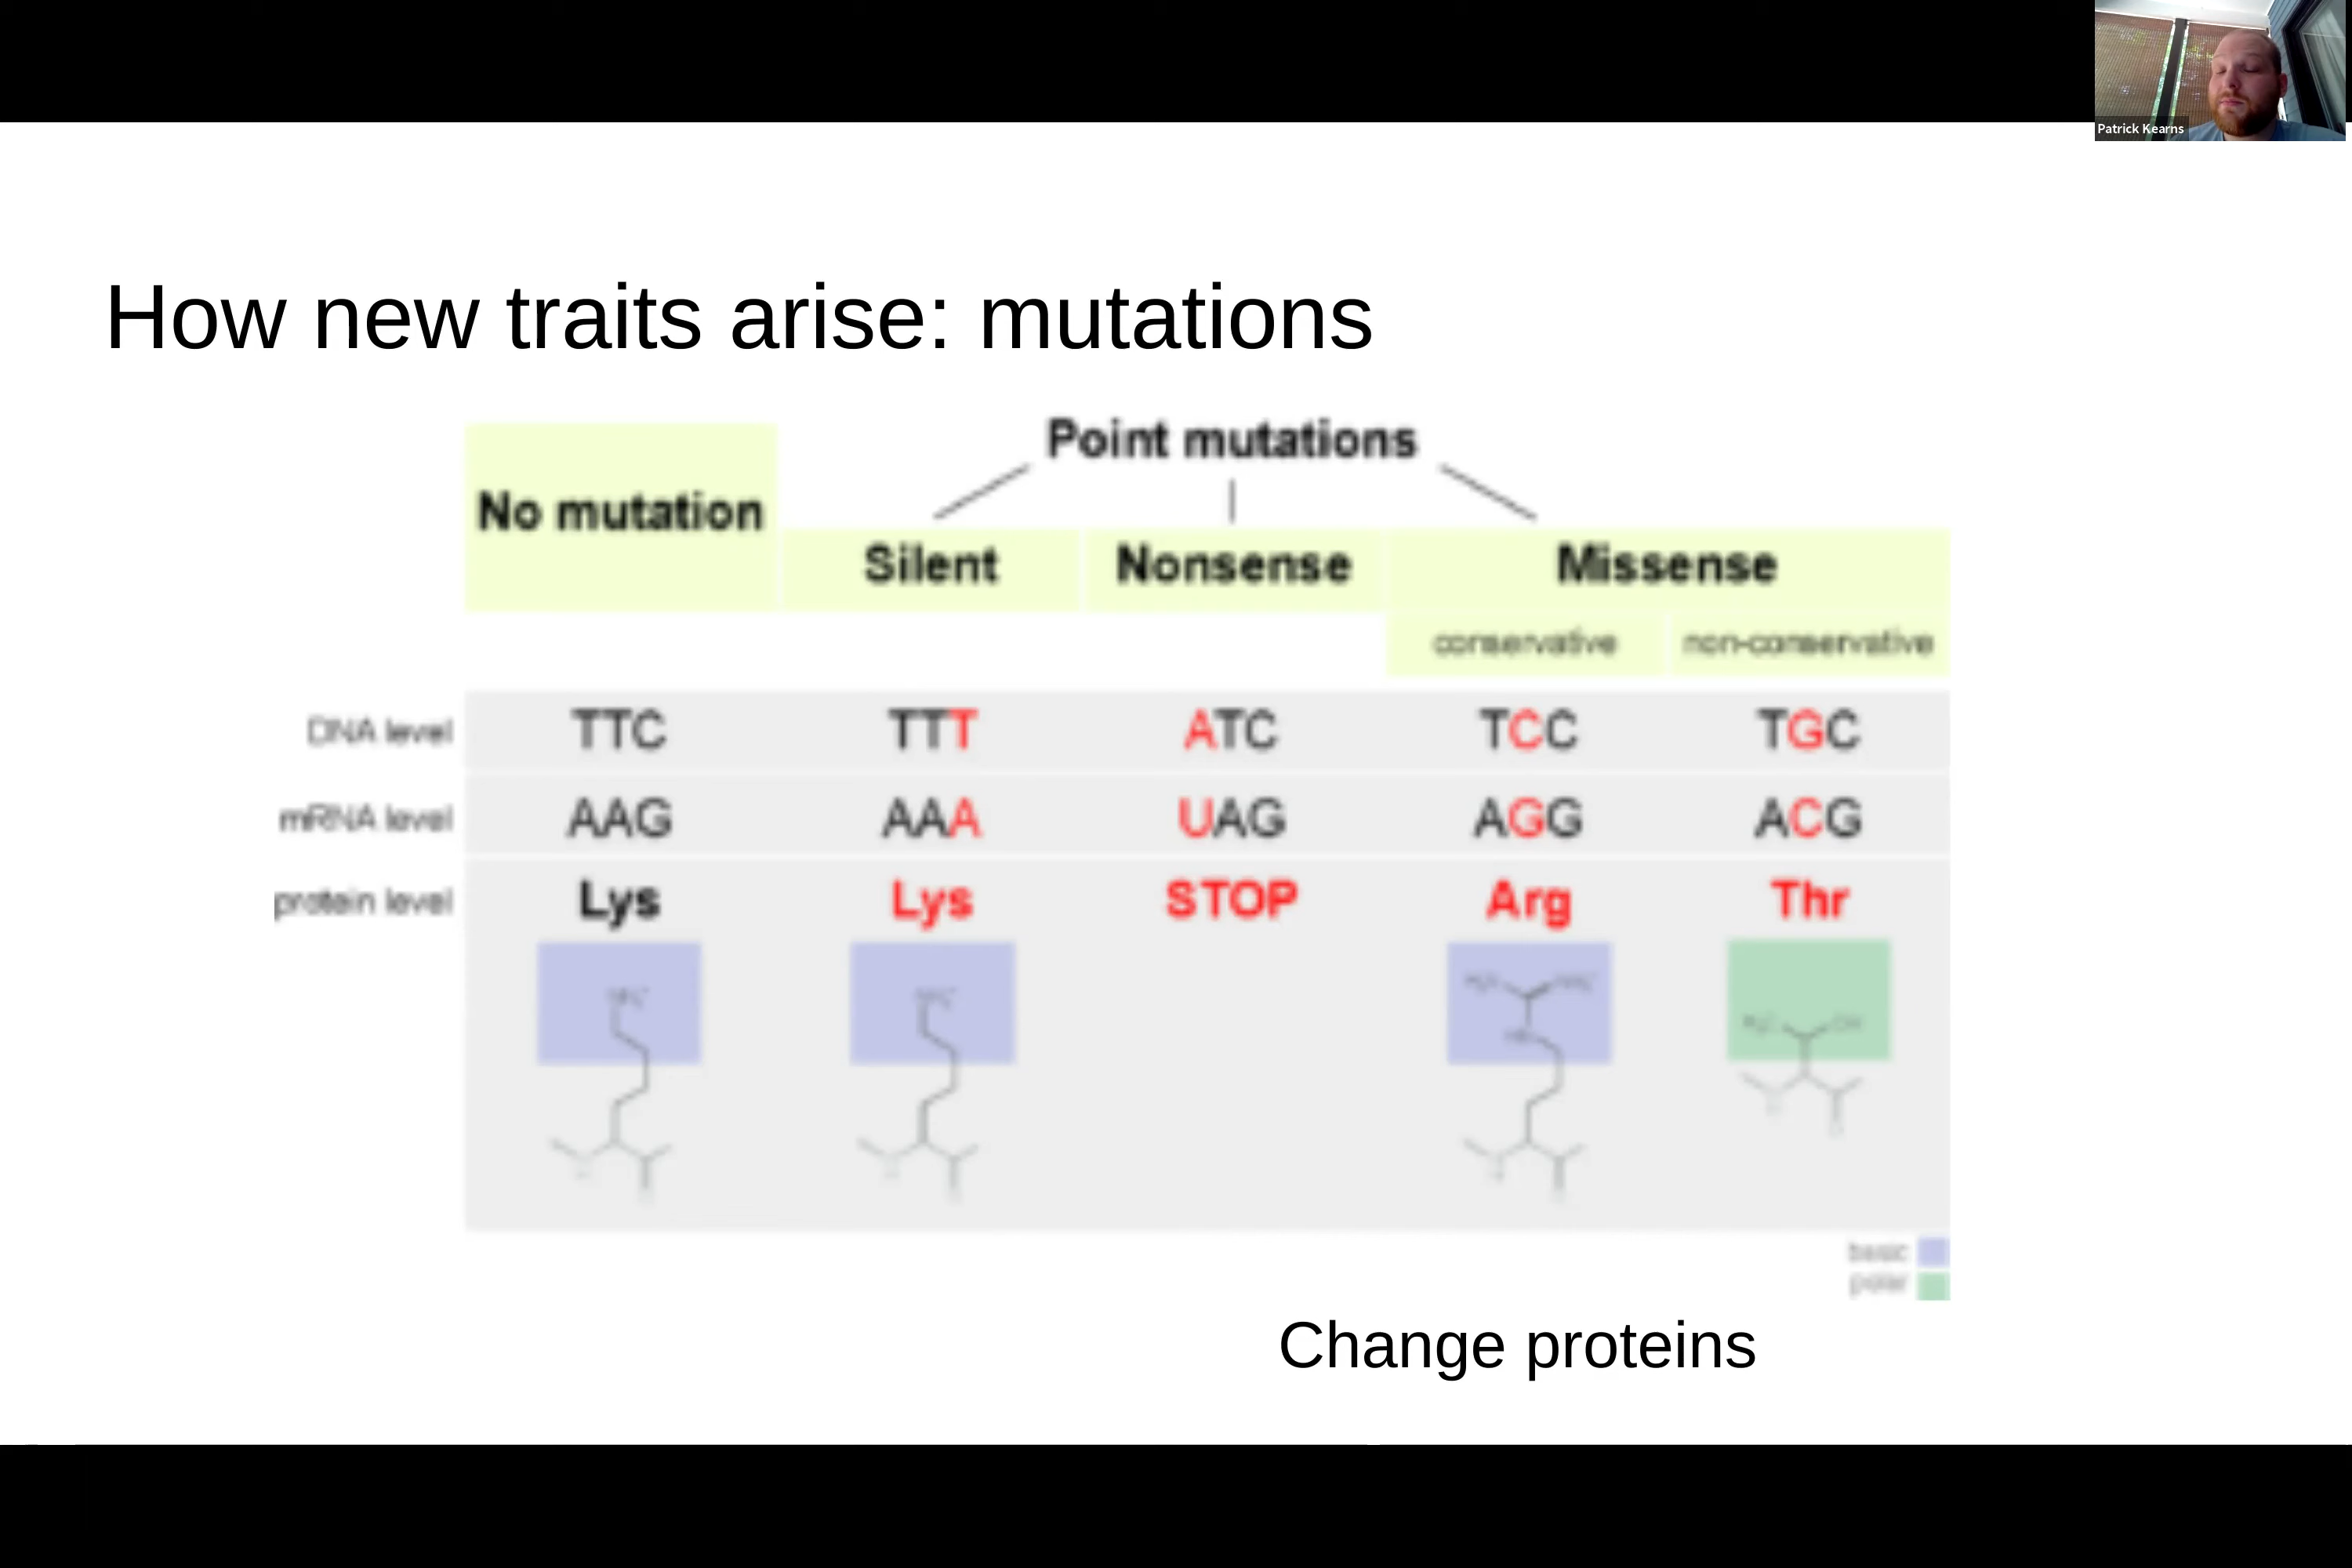 Patrick Kearns
How new traits arise: mutations
Point mutations
No mutation
Silent Nonsense Missense
conservative non-conservative
DNA level TTC TTT ATC TCC TGC
mRNA level AAG AAA UAG AGG ACG
protein level Lys Lys STOP Arg Thr
basic
polar
Change proteins